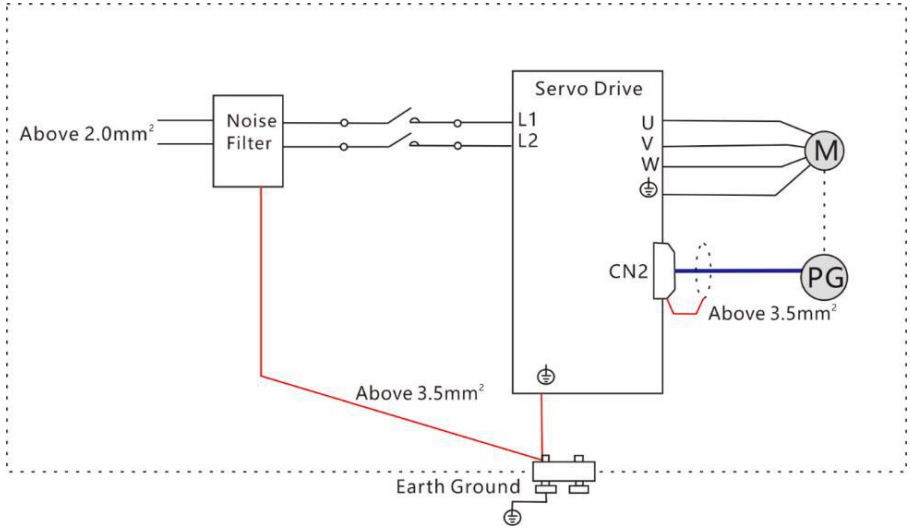 Servo Drive
Noise
Filter
Above 2.0mm²
L1
L2
U
V
W
M
CN2
PG
Above 3.5mm²
Above 3.5mm²
Earth Ground